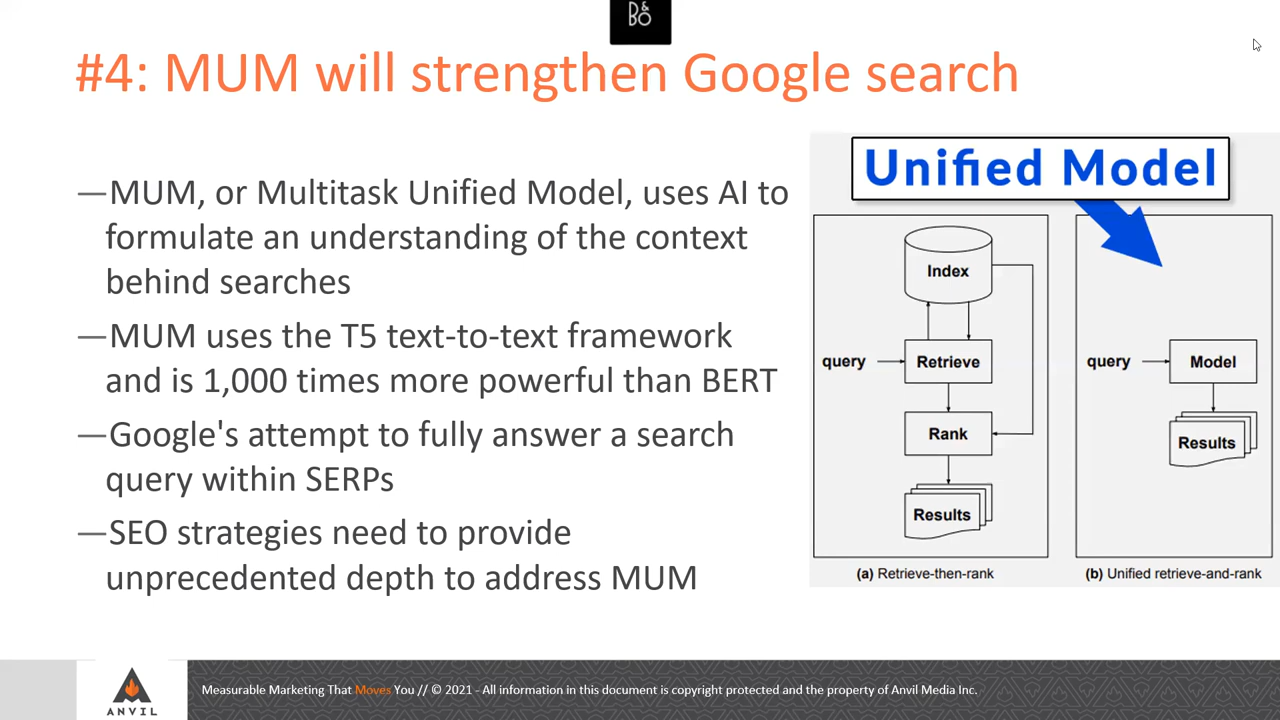 D&
BO
#4: MUM will strengthen Google search
—MUM, or Multitask Unified Model, uses AI to
formulate an understanding of the context
behind searches
—MUM uses the T5 text-to-text framework
and is 1,000 times more powerful than BERT
—Google's attempt to fully answer a search
query within SERPs
—SEO strategies need to provide
unprecedented depth to address MUM
Unified Model
Index
query
Retrieve
Rank
Results
(a) Retrieve-then-rank
query
Model
Results
(b) Unified retrieve-and-rank
ANVIL
Measurable Marketing That Moves You // © 2021 - All information in this document is copyright protected and the property of Anvil Media Inc.